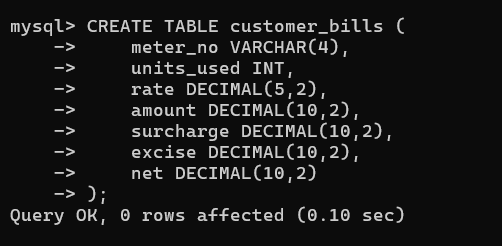 mysql> CREATE TABLE customer_bills (
    ->     meter_no VARCHAR(4),
    ->     units_used INT,
    ->     rate DECIMAL(5,2),
    ->     amount DECIMAL(10,2),
    ->     surcharge DECIMAL(10,2),
    ->     excise DECIMAL(10,2),
    ->     net DECIMAL(10,2)
    -> );
Query OK, 0 rows affected (0.10 sec)